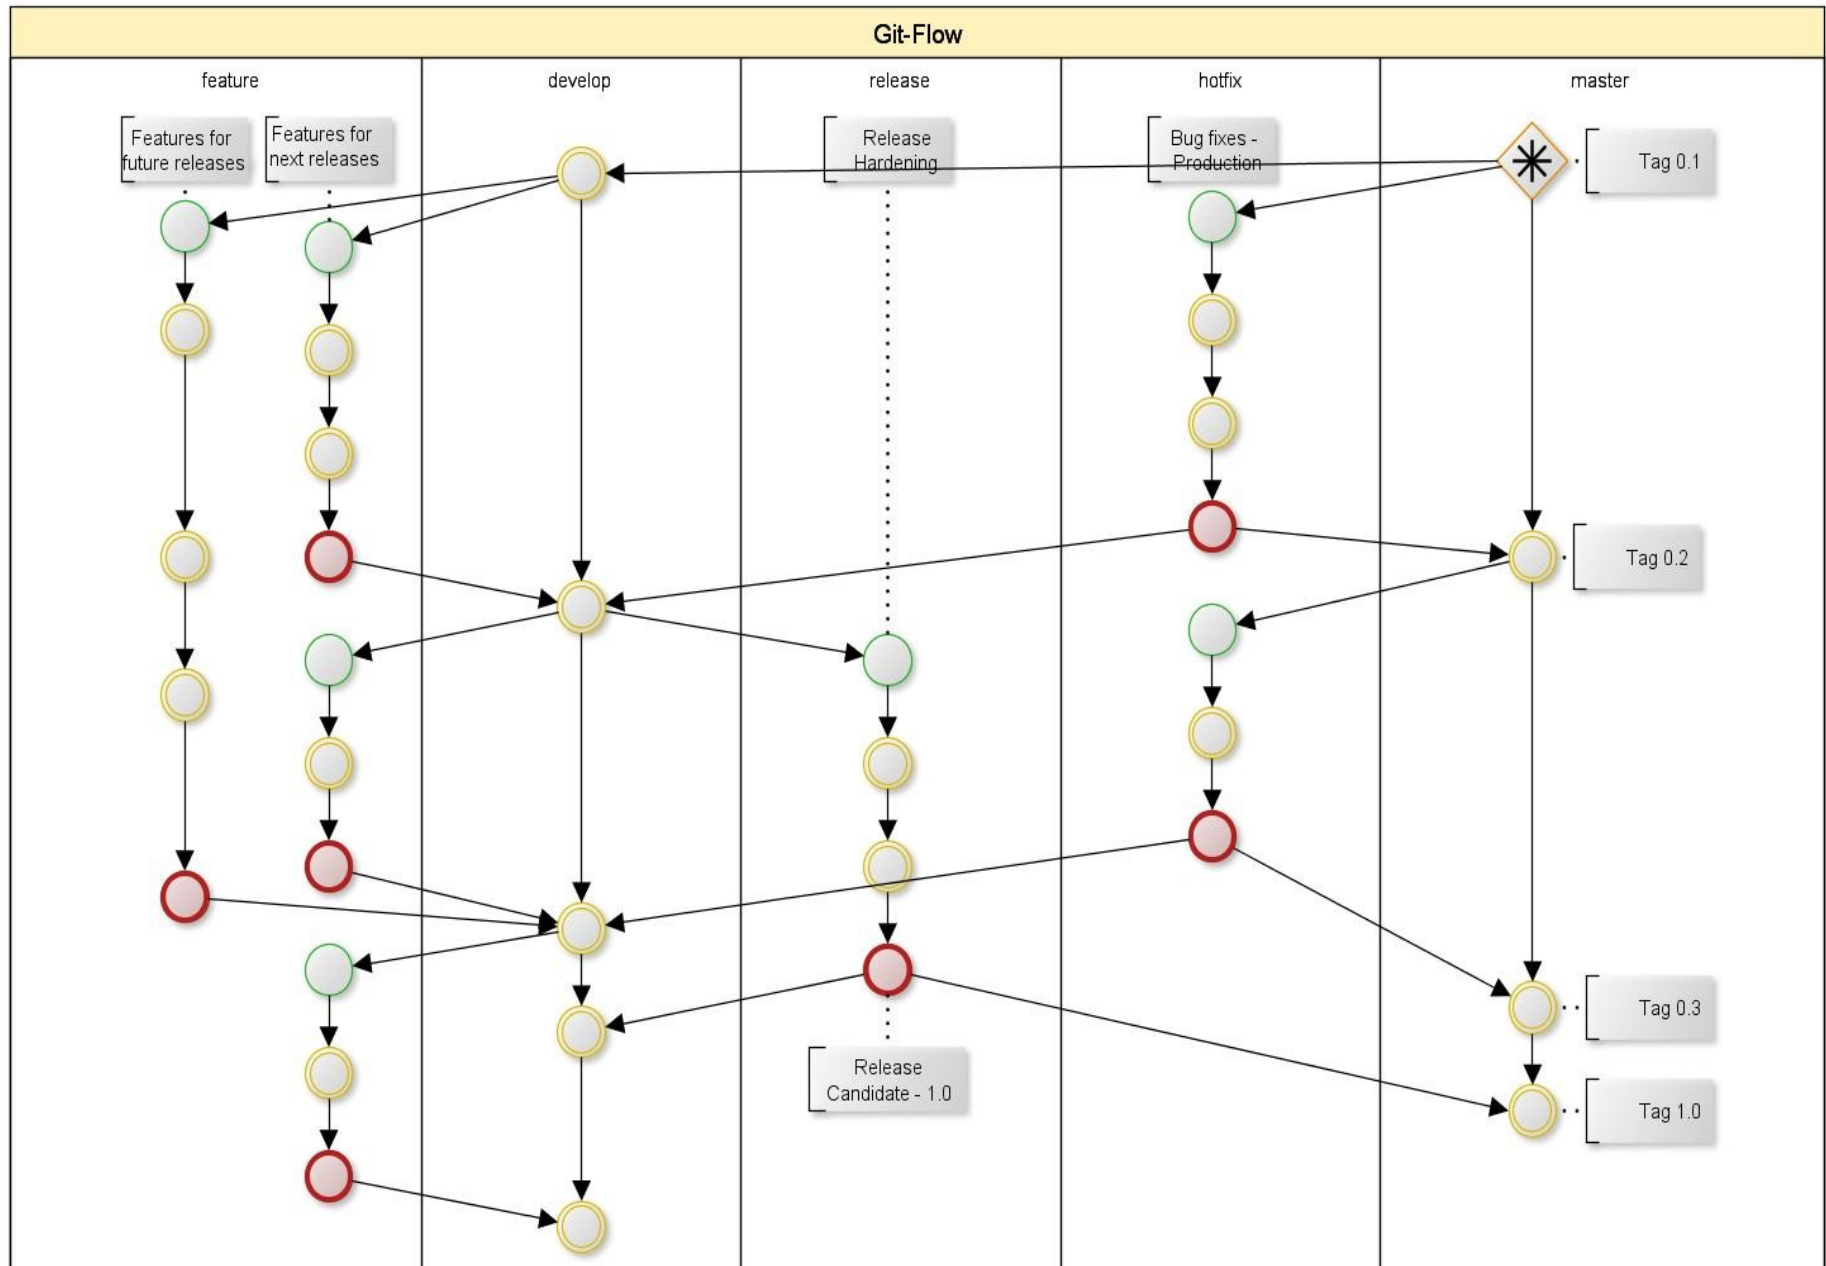 Git-Flow
feature
develop
release
hotfix
master
Features for
future releases
Features for
next releases
Release
Hardening
Bug fixes -
Production
Tag 0.1
Tag 0.2
Tag 0.3
Release
Candidate - 1.0
Tag 1.0